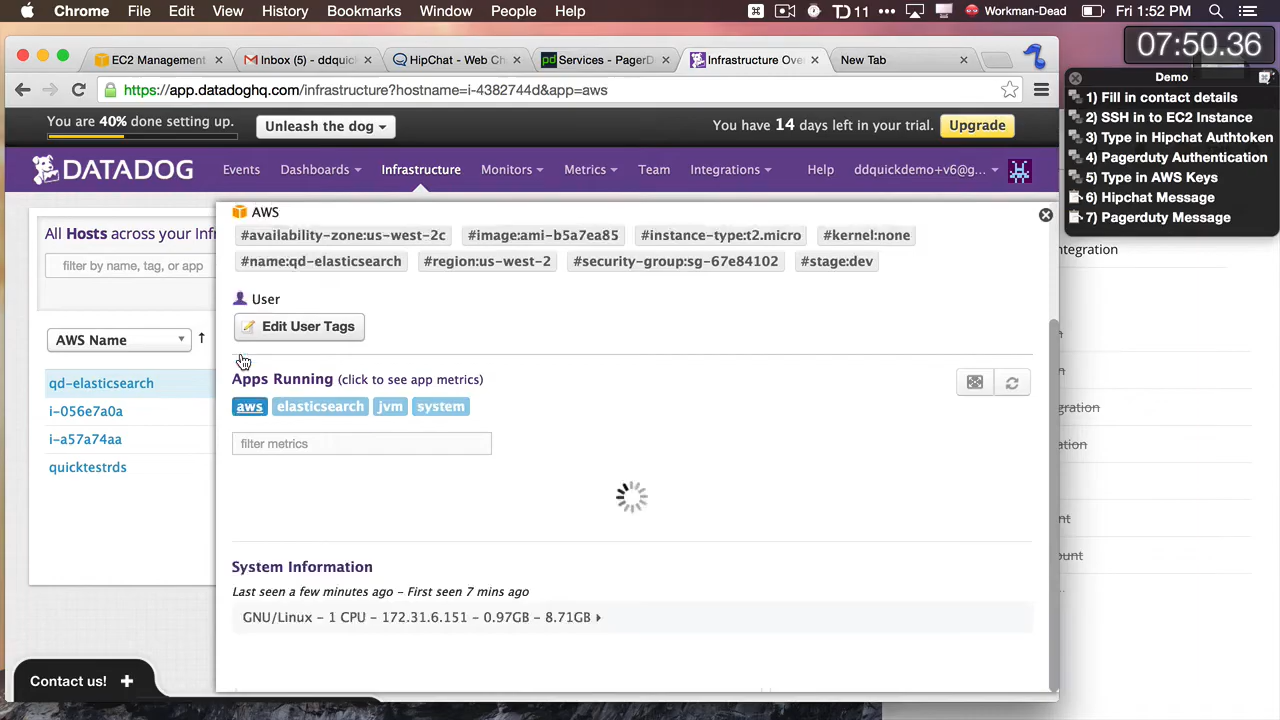 Chrome File Edit View History Bookmarks Window People Help
11 Workman-Dead Fri 1:52 PM
07:50.36
EC2 Management
Inbox (5) - ddquick
HipChat - Web Ch
pd Services - PagerD
Infrastructure Ove
New Tab
https://app.datadoghq.com/infrastructure?hostname=i-4382744d&app=aws
Demo
1) Fill in contact details
2) SSH in to EC2 Instance
3) Type in Hipchat Authtoken
4) Pagerduty Authentication
5) Type in AWS Keys
6) Hipchat Message
7) Pagerduty Message
You are 40% done setting up.
Unleash the dog
You have 14 days left in your trial.
Upgrade
DATADOG
Events Dashboards Infrastructure Monitors Metrics Team Integrations Help ddquickdemo+v6@g...
All Hosts across your Inf
filter by name, tag, or app
AWS Name
qd-elasticsearch
i-056e7a0a
i-a57a74aa
quicktestrds
AWS
#availability-zone:us-west-2c #image:ami-b5a7ea85 #instance-type:t2.micro #kernel:none
#name:qd-elasticsearch #region:us-west-2 #security-group:sg-67e84102 #stage:dev
User
Edit User Tags
Apps Running (click to see app metrics)
aws elasticsearch jvm system
filter metrics
System Information
Last seen a few minutes ago - First seen 7 mins ago
GNU/Linux - 1 CPU - 172.31.6.151 - 0.97GB - 8.71GB
Contact us! +
ntegration
n
gration
ation
nt
ount